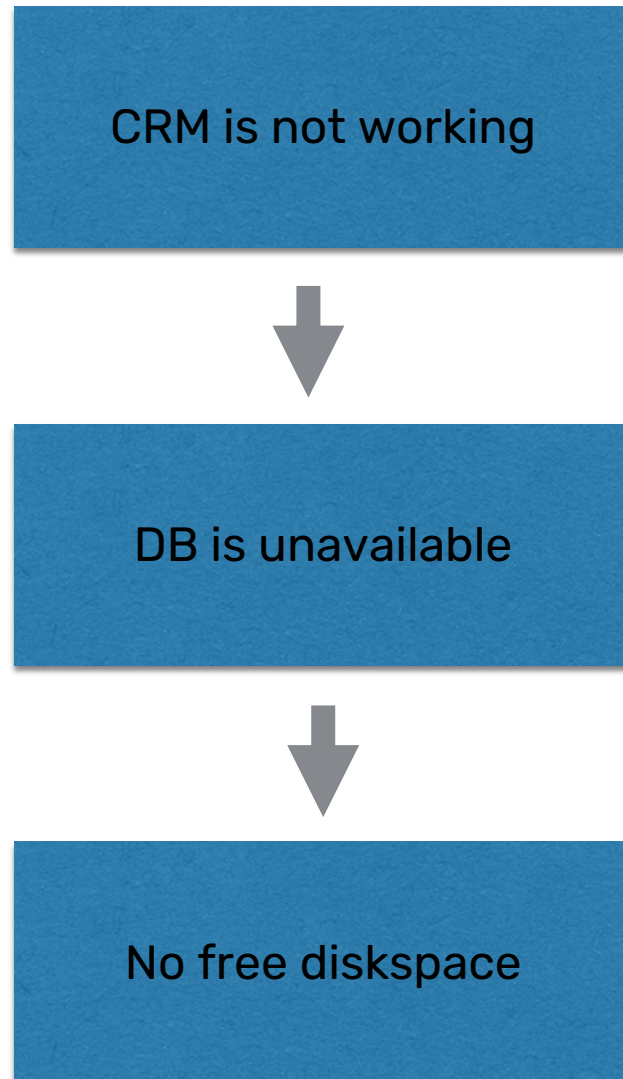 CRM is not working
DB is unavailable
No free diskspace